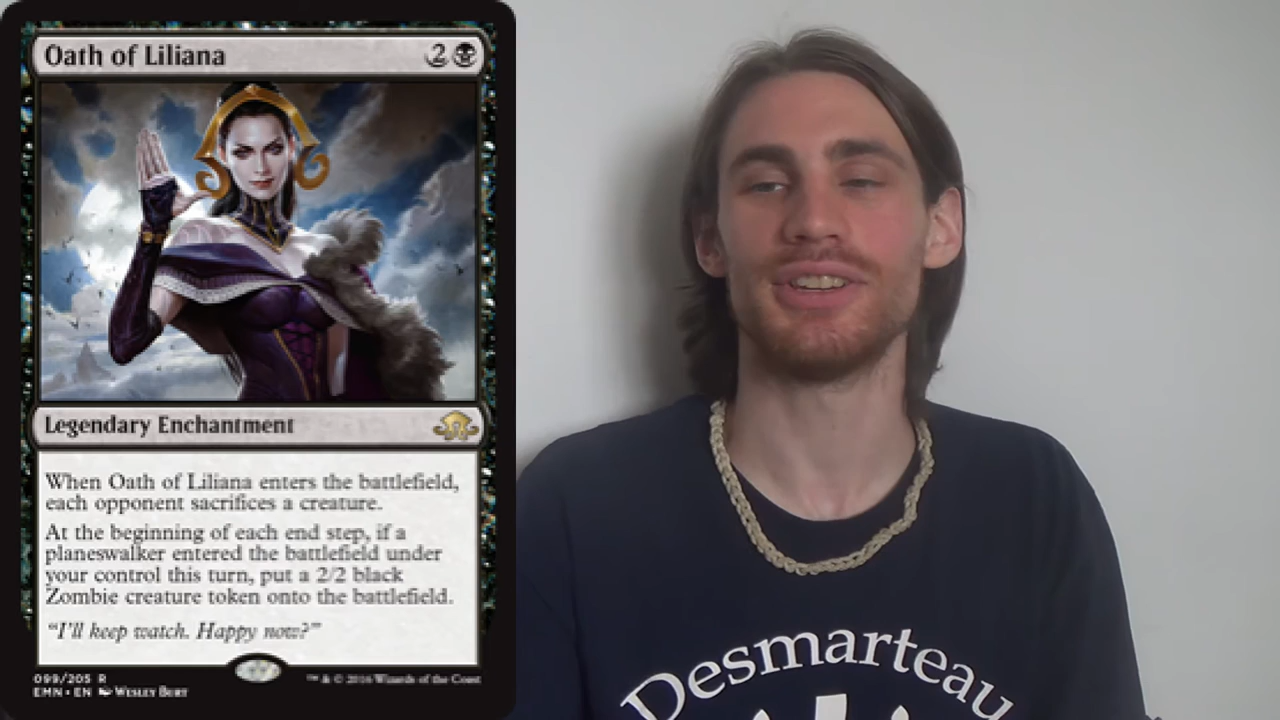 Oath of Liliana 2
Legendary Enchantment
When Oath of Liliana enters the battlefield,
each opponent sacrifices a creature.
At the beginning of each end step, if a
planeswalker entered the battlefield under
your control this turn, put a 2/2 black
Zombie creature token onto the battlefield.
“I’ll keep watch. Happy now?”
099/205 R
EMN • EN Wesley Burt
™ & © 2016 Wizards of the Coast
Desmarteau